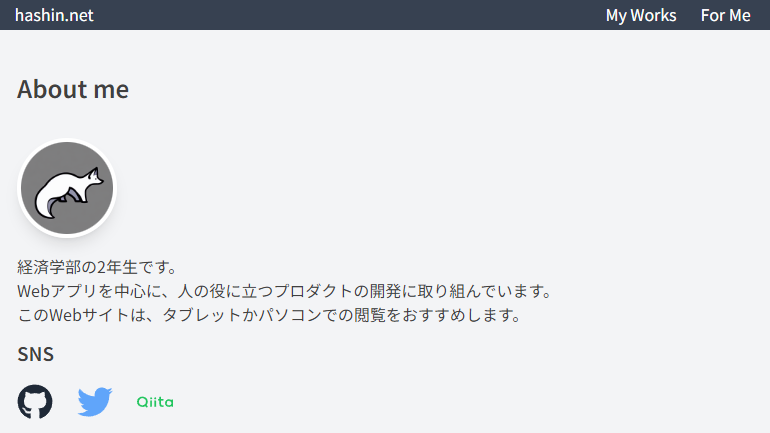 hashin.net
My Works
For Me
About me
経済学部の2年生です。
Webアプリを中心に、人の役に立つプロダクトの開発に取り組んでいます。
このWebサイトは、タブレットかパソコンでの閲覧をおすすめします。
SNS
Qiita